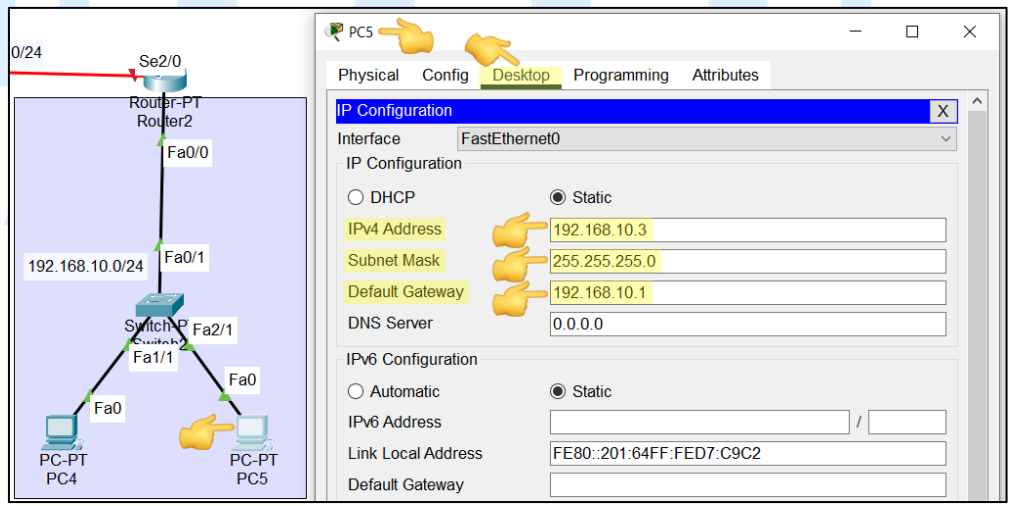 0/24
Se2/0
Router-PT
Router2
Fa0/0
192.168.10.0/24
Fa0/1
Switch-P
Fa2/1
Switch2
Fa1/1
Fa0
Fa0
PC-PT
PC4
PC-PT
PC5
PC5
Physical Config Desktop Programming Attributes
IP Configuration X
Interface FastEthernet0
IP Configuration
DHCP Static
IPv4 Address 192.168.10.3
Subnet Mask 255.255.255.0
Default Gateway 192.168.10.1
DNS Server 0.0.0.0
IPv6 Configuration
Automatic Static
IPv6 Address /
Link Local Address FE80::201:64FF:FED7:C9C2
Default Gateway